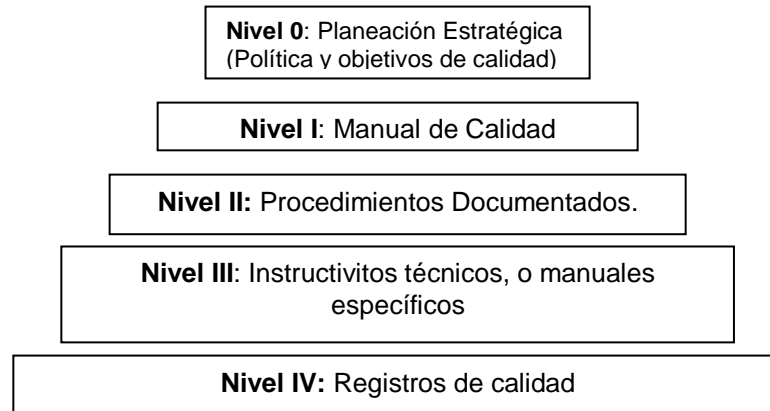 Nivel 0: Planeación Estratégica
(Política y objetivos de calidad)
Nivel I: Manual de Calidad
Nivel II: Procedimientos Documentados.
Nivel III: Instructivitos técnicos, o manuales
específicos
Nivel IV: Registros de calidad